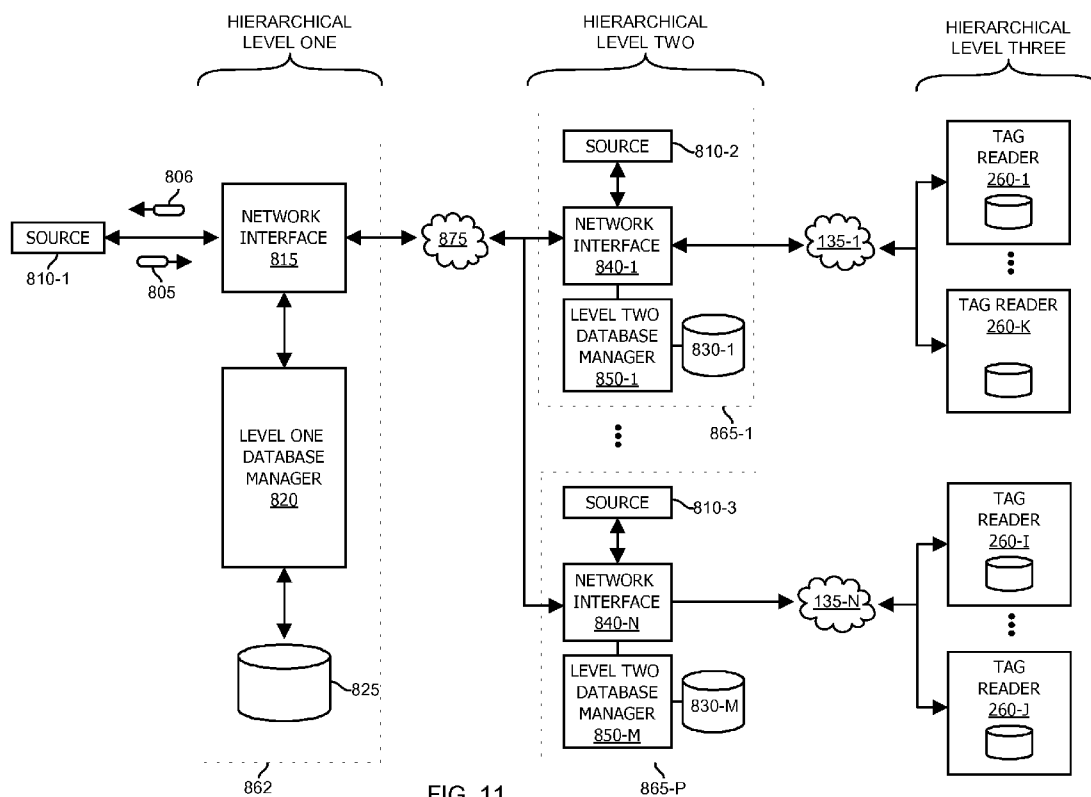 HIERARCHICAL
LEVEL ONE
HIERARCHICAL
LEVEL TWO
HIERARCHICAL
LEVEL THREE
SOURCE
810-1
806
805
NETWORK
INTERFACE
815
LEVEL ONE
DATABASE
MANAGER
820
825
862
875
SOURCE
810-2
NETWORK
INTERFACE
840-1
LEVEL TWO
DATABASE
MANAGER
850-1
830-1
865-1
SOURCE
810-3
NETWORK
INTERFACE
840-N
LEVEL TWO
DATABASE
MANAGER
850-M
830-M
865-P
135-1
135-N
TAG
READER
260-1
TAG READER
260-K
TAG
READER
260-I
TAG
READER
260-J
FIG. 11